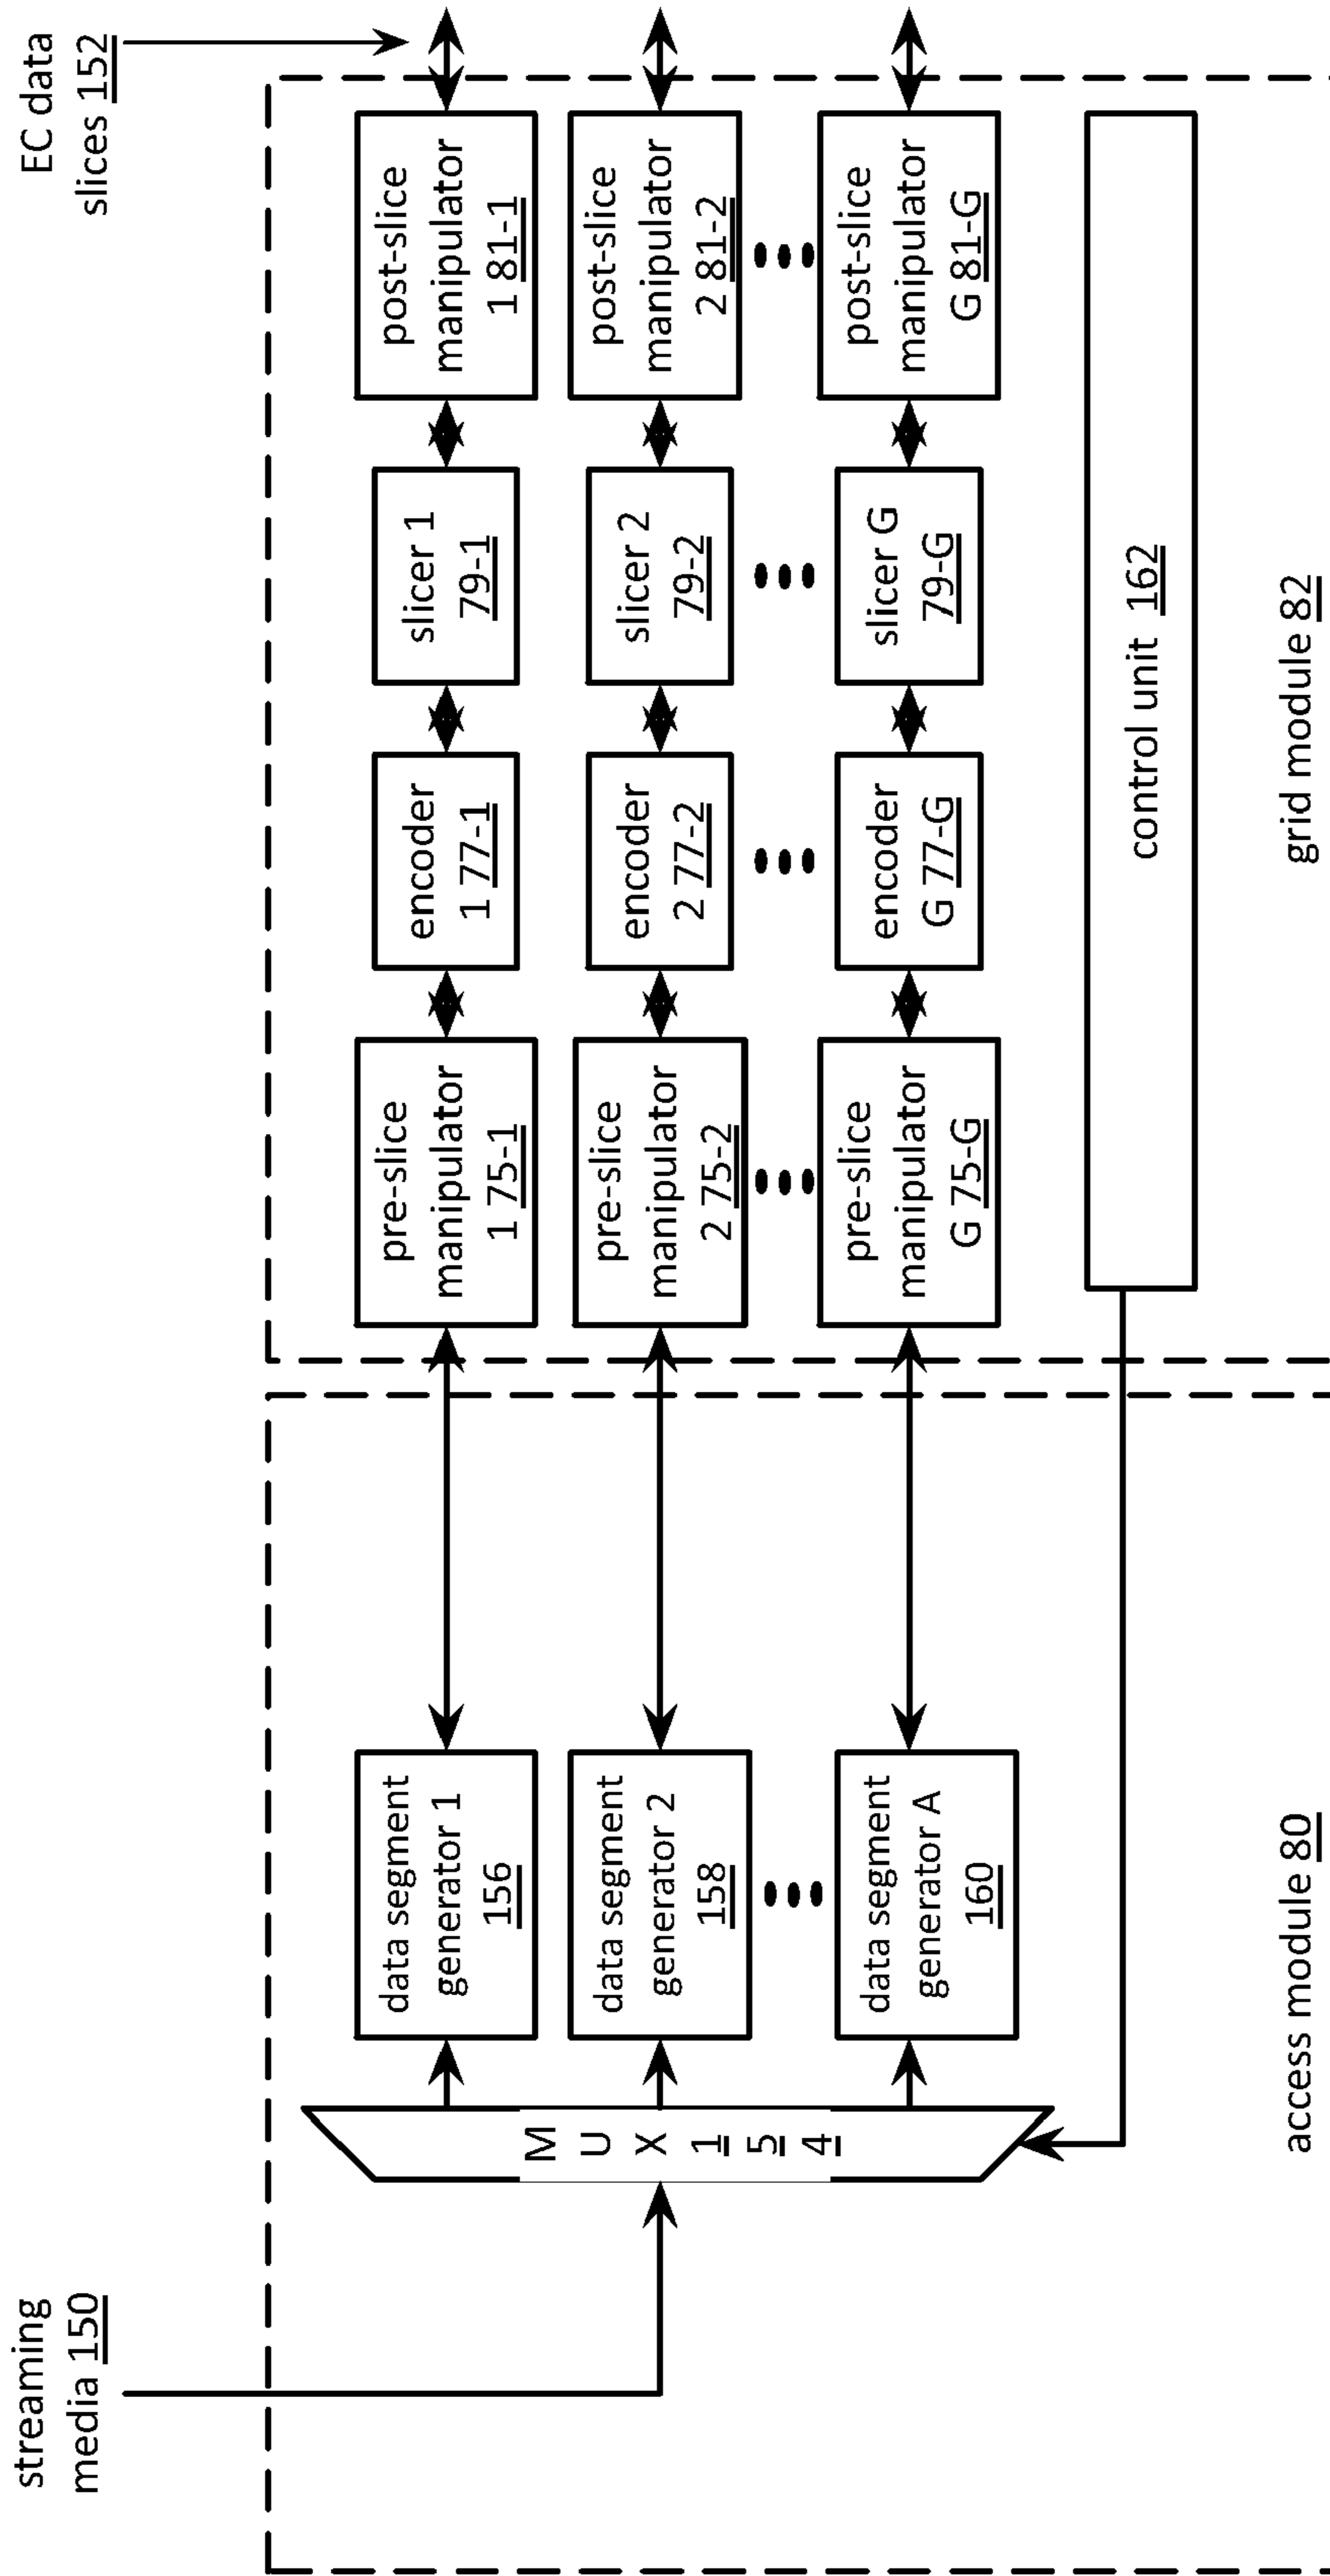 streaming
media 150
EC data
slices 152
M
U
X
1
5
4
data segment
generator 1
156
data segment
generator 2
158
data segment
generator A
160
pre-slice
manipulator
1 75-1
pre-slice
manipulator
2 75-2
pre-slice
manipulator
G 75-G
encoder
1 77-1
encoder
2 77-2
encoder
G 77-G
slicer 1
79-1
slicer 2
79-2
slicer G
79-G
post-slice
manipulator
1 81-1
post-slice
manipulator
2 81-2
post-slice
manipulator
G 81-G
control unit 162
access module 80
grid module 82